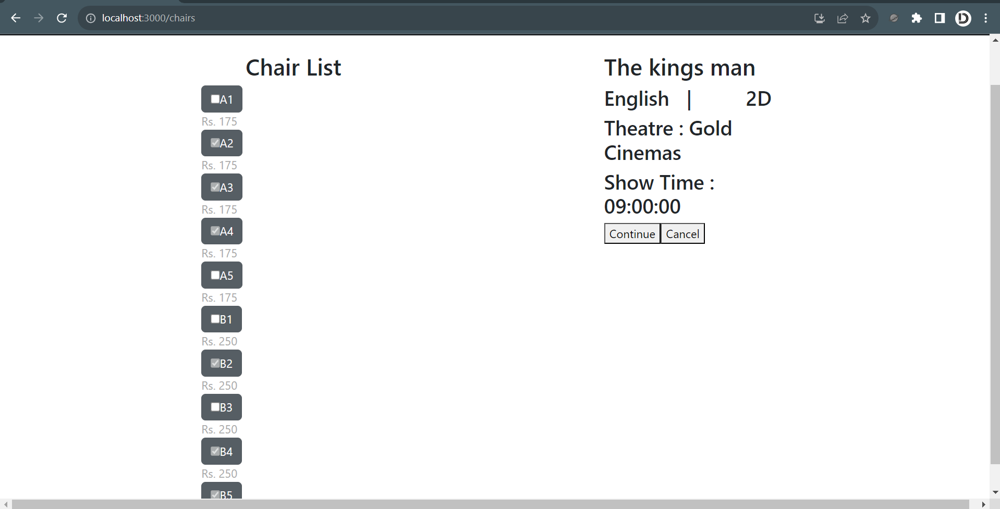 localhost:3000/chairs
Chair List
A1
Rs. 175
A2
Rs. 175
A3
Rs. 175
A4
Rs. 175
A5
Rs. 175
B1
Rs. 250
B2
Rs. 250
B3
Rs. 250
B4
Rs. 250
B5
The kings man
English | 2D
Theatre : Gold
Cinemas
Show Time :
09:00:00
Continue Cancel